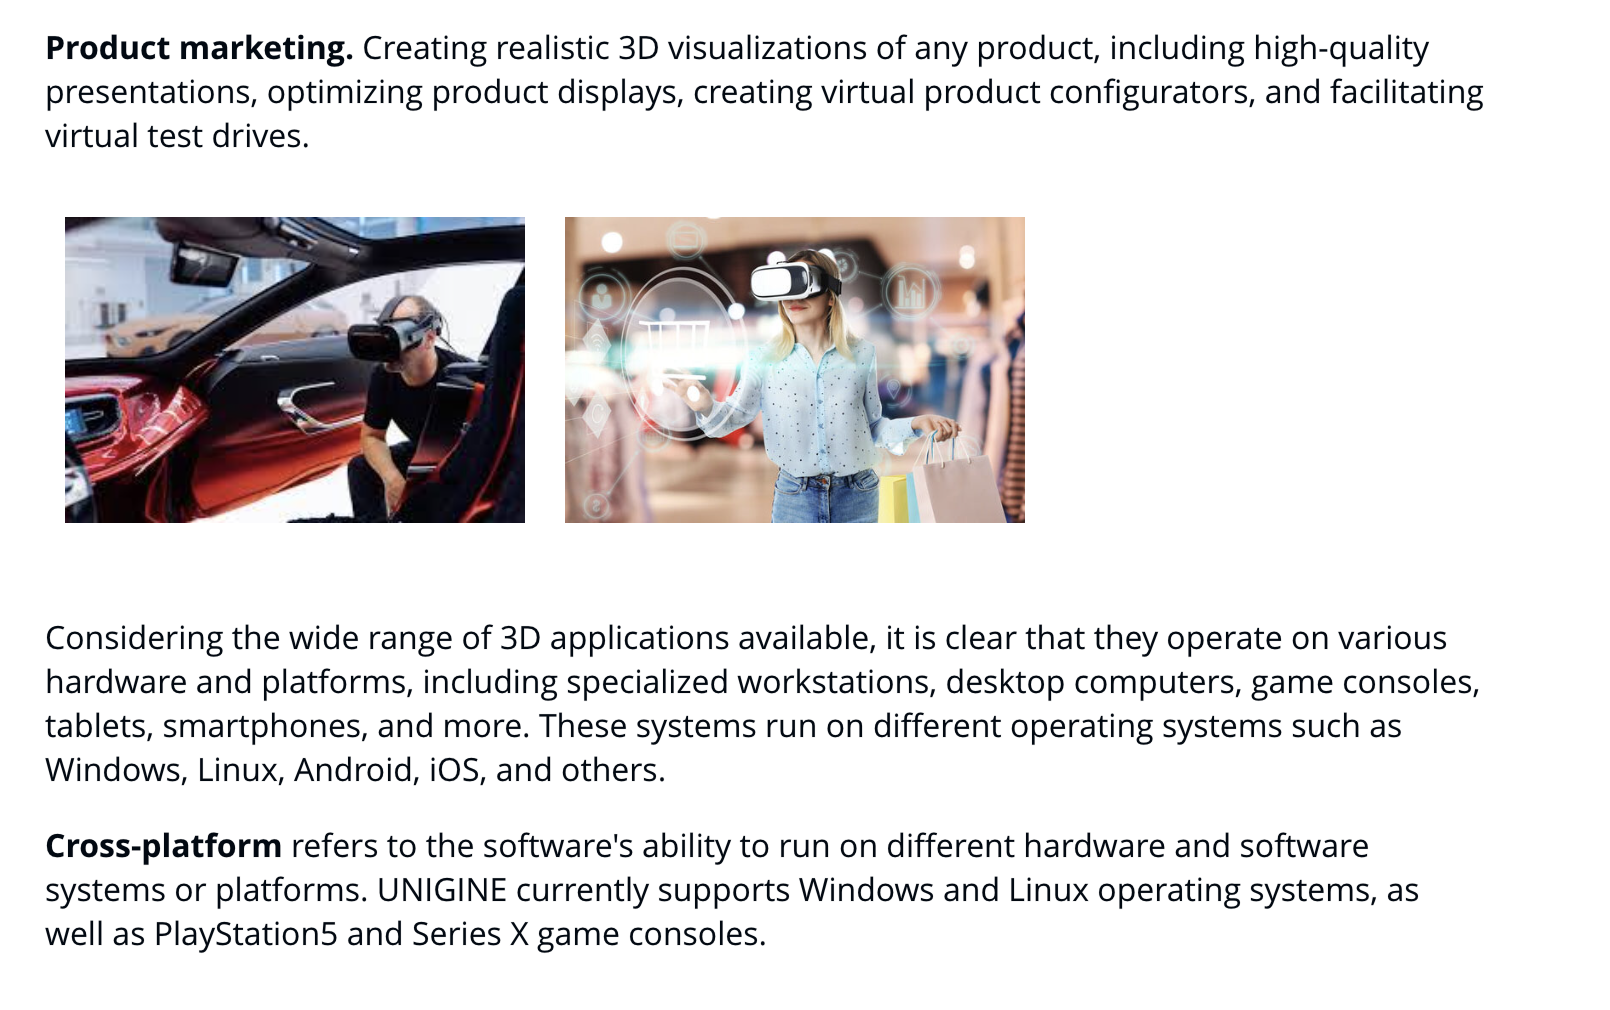 Product marketing. Creating realistic 3D visualizations of any product, including high-quality
presentations, optimizing product displays, creating virtual product configurators, and facilitating
virtual test drives.
Considering the wide range of 3D applications available, it is clear that they operate on various
hardware and platforms, including specialized workstations, desktop computers, game consoles,
tablets, smartphones, and more. These systems run on different operating systems such as
Windows, Linux, Android, iOS, and others.
Cross-platform refers to the software's ability to run on different hardware and software
systems or platforms. UNIGINE currently supports Windows and Linux operating systems, as
well as PlayStation5 and Series X game consoles.